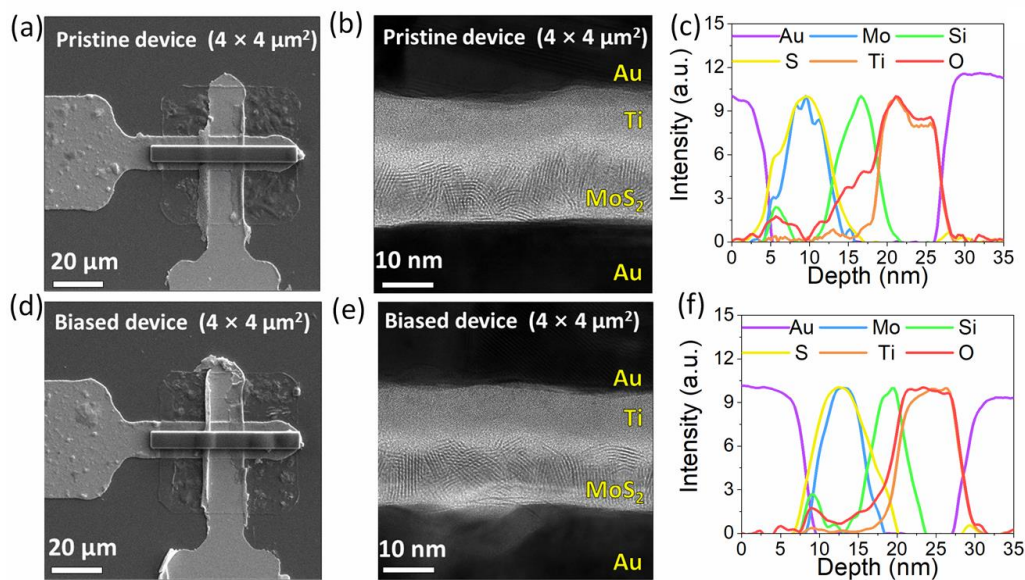 (a)
Pristine device (4 × 4 μm²)
20 μm
(b)
Pristine device (4 × 4 μm²)
Au
Ti
MoS₂
10 nm
Au
(c)
15
12
9
6
3
0
Intensity (a.u.)
Au Mo Si
S Ti O
0 5 10 15 20 25 30 35
Depth (nm)
(d)
Biased device (4 × 4 μm²)
20 μm
(e)
Biased device (4 × 4 μm²)
Au
Ti
MoS₂
10 nm
Au
(f)
15
12
9
6
3
0
Intensity (a.u.)
Au Mo Si
S Ti O
0 5 10 15 20 25 30 35
Depth (nm)